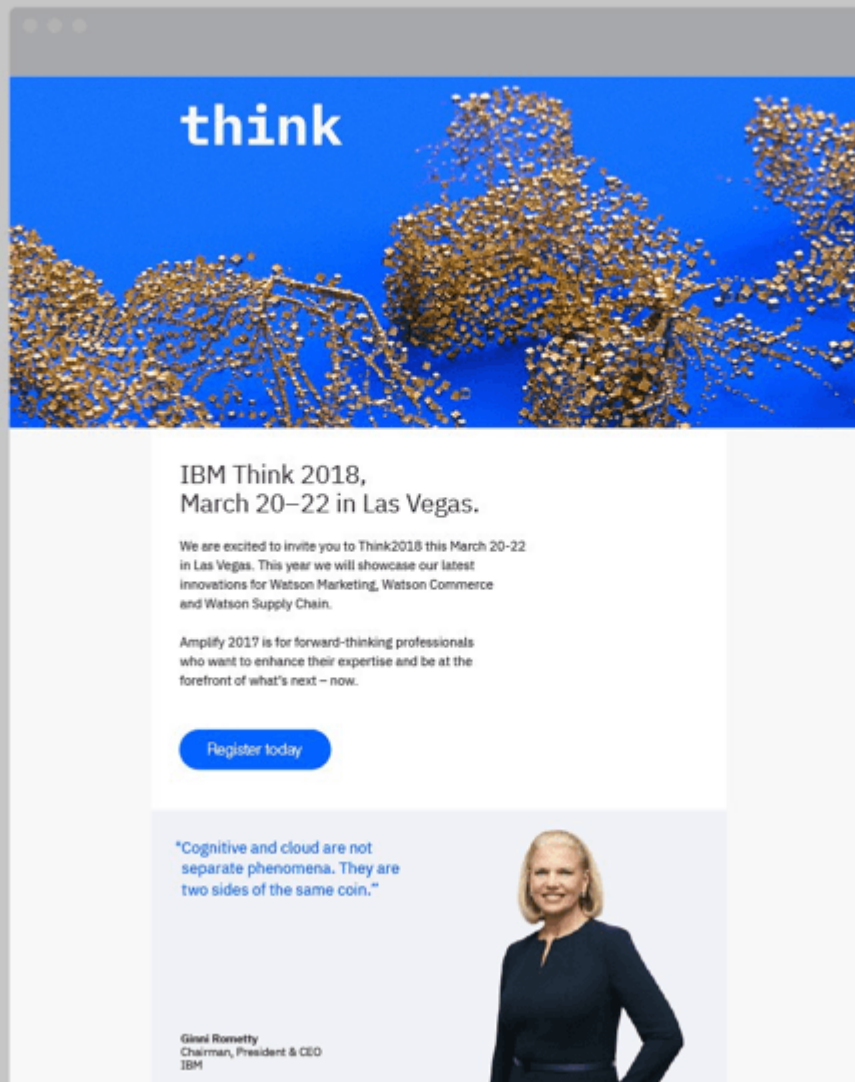 think
IBM Think 2018,
March 20–22 in Las Vegas.
We are excited to invite you to Think2018 this March 20-22
in Las Vegas. This year we will showcase our latest
innovations for Watson Marketing, Watson Commerce
and Watson Supply Chain.
Amplify 2017 is for forward-thinking professionals
who want to enhance their expertise and be at the
forefront of what's next – now.
Register today
“Cognitive and cloud are not
separate phenomena. They are
two sides of the same coin.”
Ginni Rometty
Chairman, President & CEO
IBM